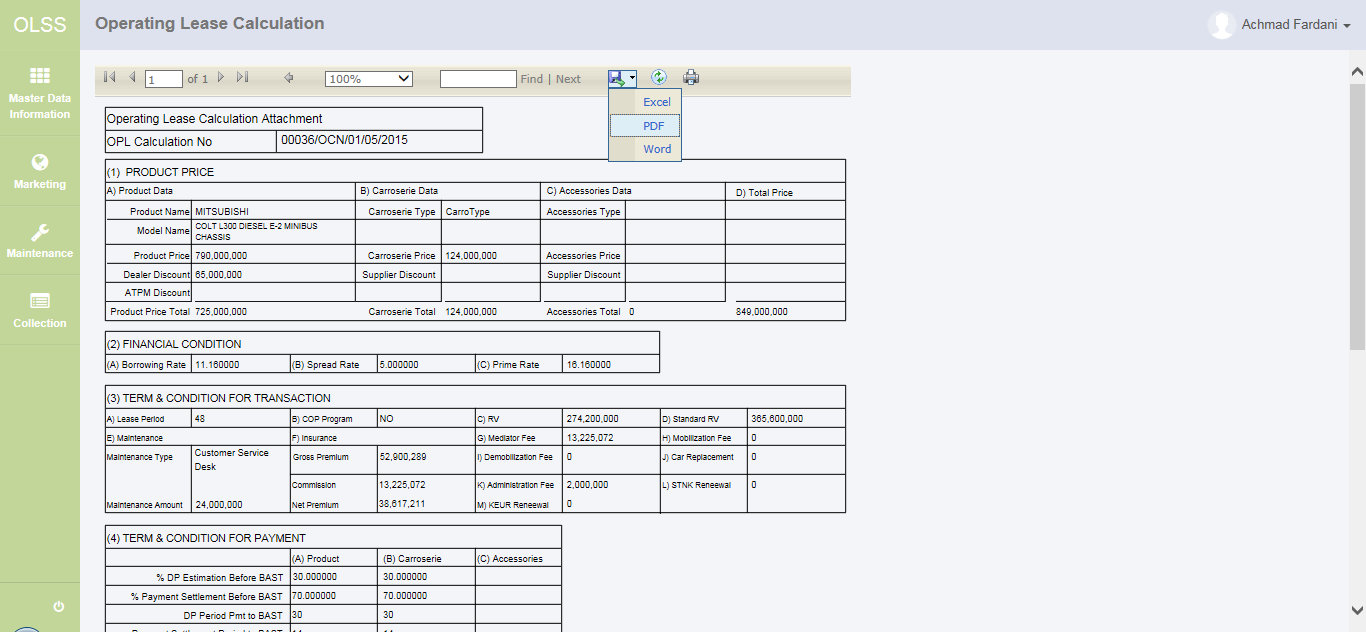 OLSS
Operating Lease Calculation
Achmad Fardani
Master Data
Information
Marketing
Maintenance
Collection
1 of 1 100% Find | Next
Excel
PDF
Word
Operating Lease Calculation Attachment
OPL Calculation No 00036/OCN/01/05/2015
(1) PRODUCT PRICE
A) Product Data B) Carroserie Data C) Accessories Data D) Total Price
Product Name MITSUBISHI Carroserie Type CarroType Accessories Type
Model Name COLT L300 DIESEL E-2 MINIBUS
CHASSIS
Product Price 790,000,000 Carroserie Price 124,000,000 Accessories Price
Dealer Discount 65,000,000 Supplier Discount Supplier Discount
ATPM Discount
Product Price Total 725,000,000 Carroserie Total 124,000,000 Accessories Total 0 849,000,000
(2) FINANCIAL CONDITION
(A) Borrowing Rate 11.160000 (B) Spread Rate 5.000000 (C) Prime Rate 16.160000
(3) TERM & CONDITION FOR TRANSACTION
A) Lease Period 48 B) COP Program NO C) RV 274,200,000 D) Standard RV 365,600,000
E) Maintenance F) Insurance G) Mediator Fee 13,225,072 H) Mobilization Fee 0
Maintenance Type Customer Service
Desk Gross Premium 52,900,289 I) Demobilization Fee 0 J) Car Replacement 0
Commission 13,225,072 K) Administration Fee 2,000,000 L) STNK Reneewal 0
Maintenance Amount 24,000,000 Net Premium 38,617,211 M) KEUR Reneewal 0
(4) TERM & CONDITION FOR PAYMENT
(A) Product (B) Carroserie (C) Accessories
% DP Estimation Before BAST 30.000000 30.000000
% Payment Settlement Before BAST 70.000000 70.000000
DP Period Pmt to BAST 30 30